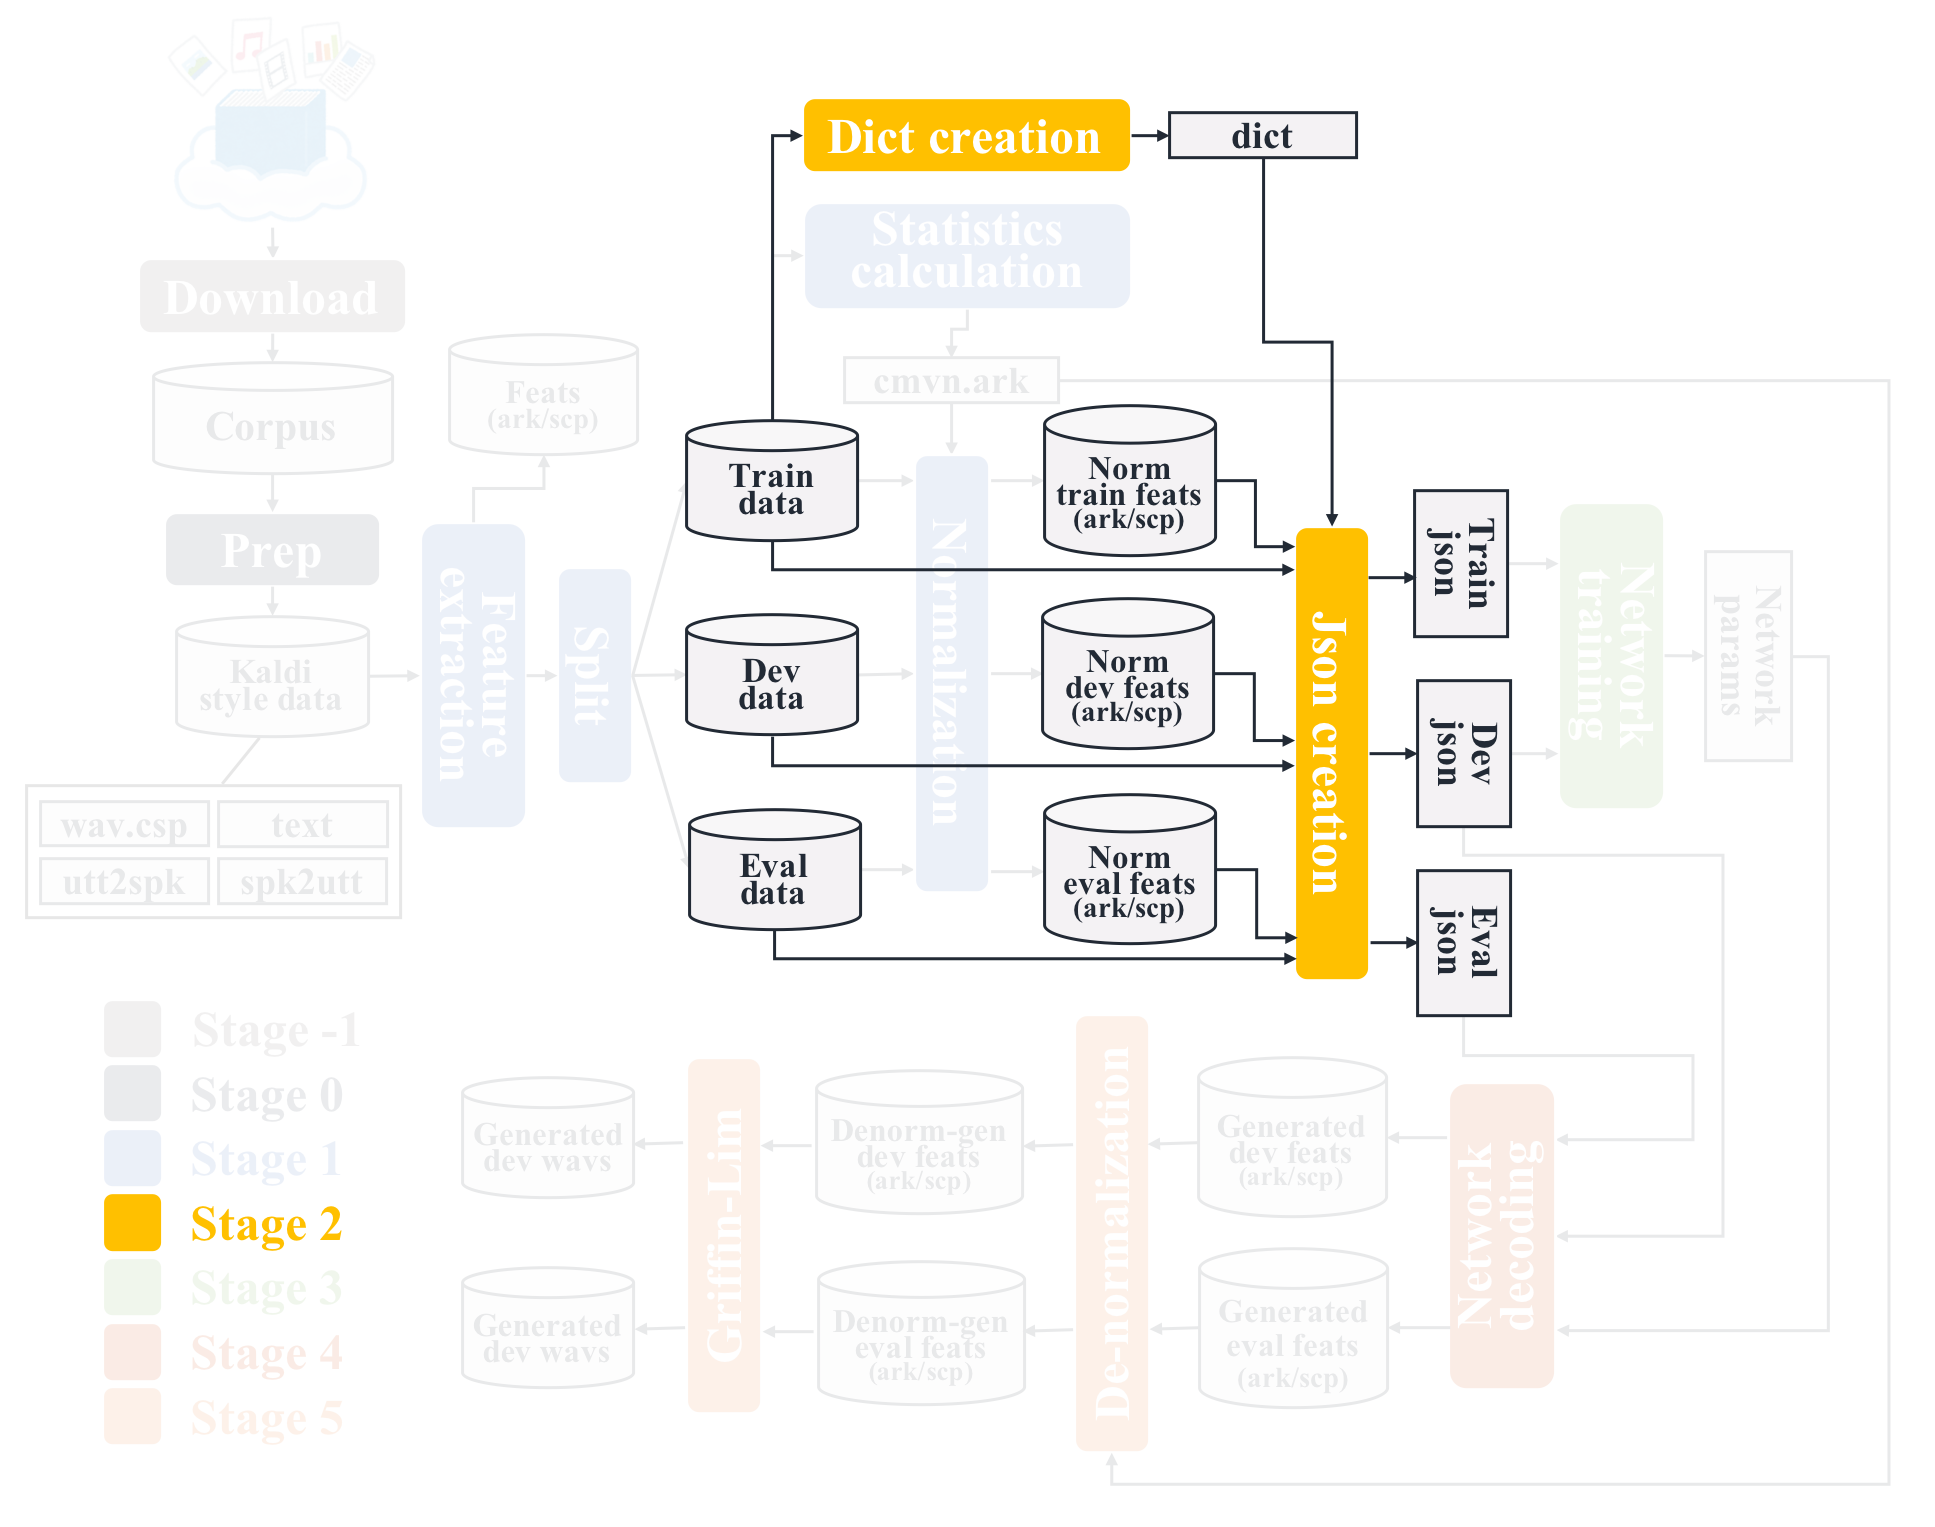 Dict creation
dict
Statistics
calculation
Download
cmvn.ark
Feats
(ark/scp)
Corpus
Train
data
Norm
train feats
(ark/scp)
Prep
Feature
extraction
Split
Normalization
Json creation
Train
json
Network
training
Network
params
Kaldi
style data
Dev
data
Norm
dev feats
(ark/scp)
Dev
json
wav.csp
text
utt2spk
spk2utt
Eval
data
Norm
eval feats
(ark/scp)
Eval
json
Stage -1
Stage 0
Stage 1
Stage 2
Stage 3
Stage 4
Stage 5
Generated
dev wavs
Griffin-Lim
Denorm-gen
dev feats
(ark/scp)
De-normalization
Generated
dev feats
(ark/scp)
Network
decoding
Generated
dev wavs
Denorm-gen
eval feats
(ark/scp)
Generated
eval feats
(ark/scp)